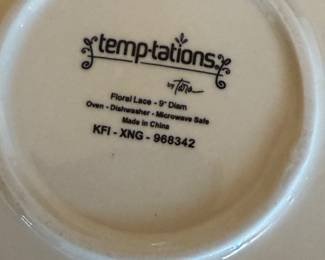 temp-tations
by Tara
Floral Lace - 9" Diam
Oven - Dishwasher - Microwave Safe
Made in China
KFI - XNG - 968342